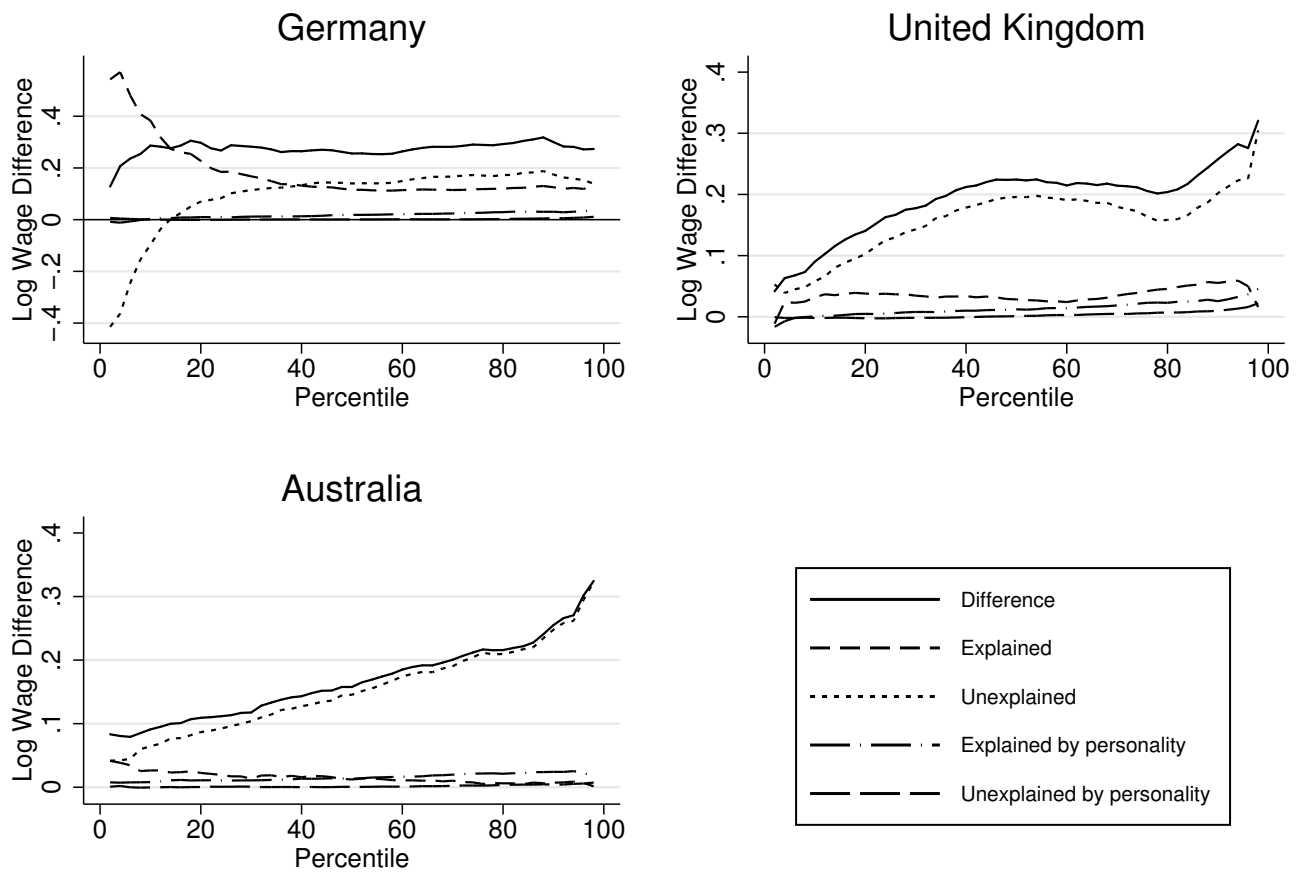 Germany
Log Wage Difference
.4
.2
0
−.2
−.4
0 20 40 60 80 100
Percentile
United Kingdom
Log Wage Difference
.4
.3
.2
.1
0
0 20 40 60 80 100
Percentile
Australia
Log Wage Difference
.4
.3
.2
.1
0
0 20 40 60 80 100
Percentile
Difference
Explained
Unexplained
Explained by personality
Unexplained by personality